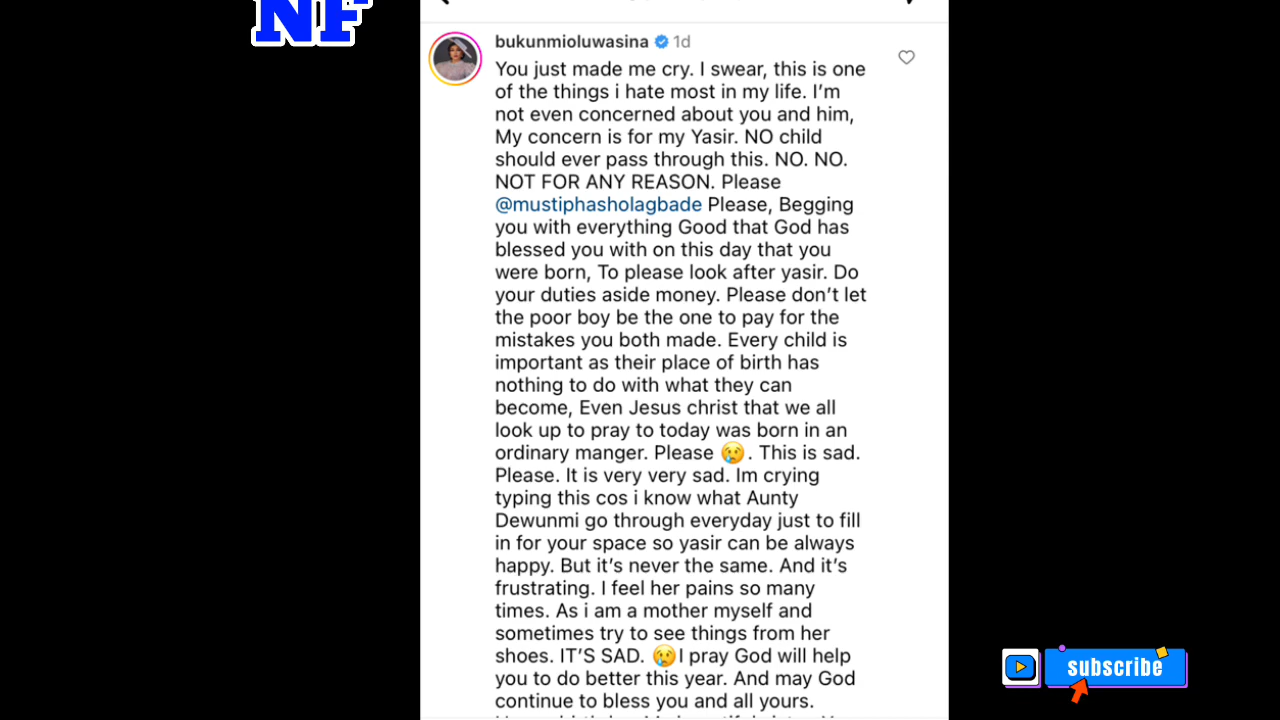 NF
bukunmioluwasina 1d
You just made me cry. I swear, this is one
of the things i hate most in my life. I’m
not even concerned about you and him,
My concern is for my Yasir. NO child
should ever pass through this. NO. NO.
NOT FOR ANY REASON. Please
@mustiphasholagbade Please, Begging
you with everything Good that God has
blessed you with on this day that you
were born, To please look after yasir. Do
your duties aside money. Please don’t let
the poor boy be the one to pay for the
mistakes you both made. Every child is
important as their place of birth has
nothing to do with what they can
become, Even Jesus christ that we all
look up to pray to today was born in an
ordinary manger. Please 😢. This is sad.
Please. It is very very sad. Im crying
typing this cos i know what Aunty
Dewunmi go through everyday just to fill
in for your space so yasir can be always
happy. But it’s never the same. And it’s
frustrating. I feel her pains so many
times. As i am a mother myself and
sometimes try to see things from her
shoes. IT’S SAD. 😢I pray God will help
you to do better this year. And may God
continue to bless you and all yours.
subscribe